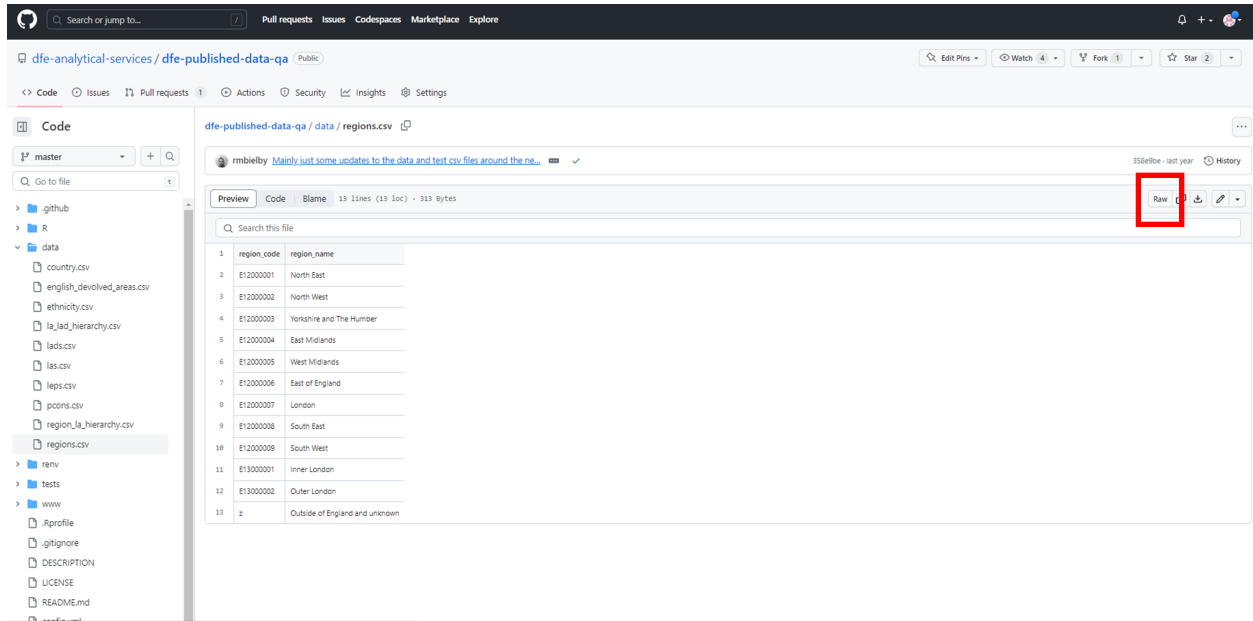 Search or jump to... / Pull requests Issues Codespaces Marketplace Explore
dfe-analytical-services / dfe-published-data-qa Public Edit Pins Watch 4 Fork 1 Star 2
Code Issues Pull requests 1 Actions Security Insights Settings
Code
master
Go to file t
.github
R
data
country.csv
english_devolved_areas.csv
ethnicity.csv
la_lad_hierarchy.csv
lads.csv
las.csv
leps.csv
pcons.csv
region_la_hierarchy.csv
regions.csv
renv
tests
www
.Rprofile
.gitignore
DESCRIPTION
LICENSE
README.md
dfe-published-data-qa / data / regions.csv
rmbielby Mainly just some updates to the data and test csv files around the ne... 358e9be · last year History
Preview Code Blame 13 lines (13 loc) · 313 Bytes Raw
Search this file
1 region_code region_name
2 E12000001 North East
3 E12000002 North West
4 E12000003 Yorkshire and The Humber
5 E12000004 East Midlands
6 E12000005 West Midlands
7 E12000006 East of England
8 E12000007 London
9 E12000008 South East
10 E12000009 South West
11 E13000001 Inner London
12 E13000002 Outer London
13 z Outside of England and unknown